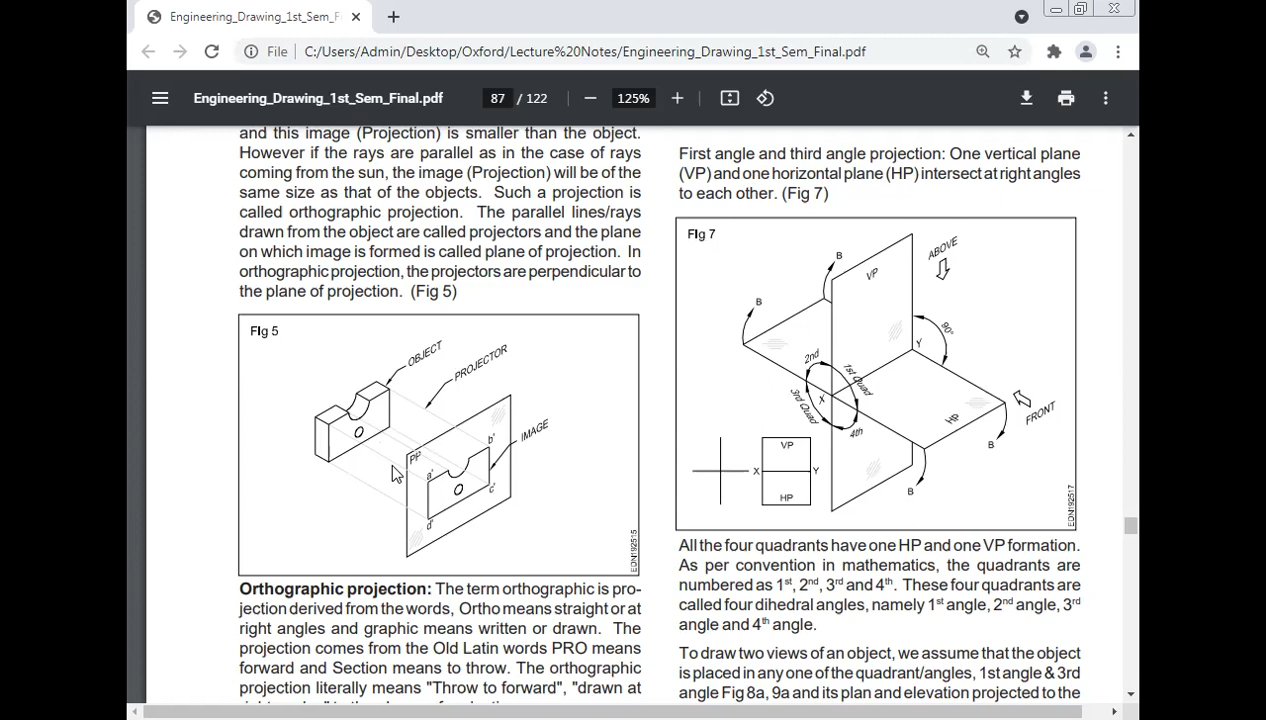 Engineering_Drawing_1st_Sem_F
File
C:/Users/Admin/Desktop/Oxford/Lecture%20Notes/Engineering_Drawing_1st_Sem_Final.pdf
Engineering_Drawing_1st_Sem_Final.pdf
87 / 122
125%
and this image (Projection) is smaller than the object.
However if the rays are parallel as in the case of rays
coming from the sun, the image (Projection) will be of the
same size as that of the objects. Such a projection is
called orthographic projection. The parallel lines/rays
drawn from the object are called projectors and the plane
on which image is formed is called plane of projection. In
orthographic projection, the projectors are perpendicular to
the plane of projection. (Fig 5)
Fig 5
OBJECT
PROJECTOR
IMAGE
PP
a'
b'
c'
d'
EDN192515
Orthographic projection: The term orthographic is pro-
jection derived from the words, Ortho means straight or at
right angles and graphic means written or drawn. The
projection comes from the Old Latin words PRO means
forward and Section means to throw. The orthographic
projection literally means "Throw to forward", "drawn at
First angle and third angle projection: One vertical plane
(VP) and one horizontal plane (HP) intersect at right angles
to each other. (Fig 7)
Fig 7
B
VP
ABOVE
B
90°
2nd
1st Quad
Y
X
3rd Quad
4th
HP
FRONT
B
VP
X
Y
HP
B
EDN192517
All the four quadrants have one HP and one VP formation.
As per convention in mathematics, the quadrants are
numbered as 1st, 2nd, 3rd and 4th. These four quadrants are
called four dihedral angles, namely 1st angle, 2nd angle, 3rd
angle and 4th angle.
To draw two views of an object, we assume that the object
is placed in any one of the quadrant/angles, 1st angle & 3rd
angle Fig 8a, 9a and its plan and elevation projected to the